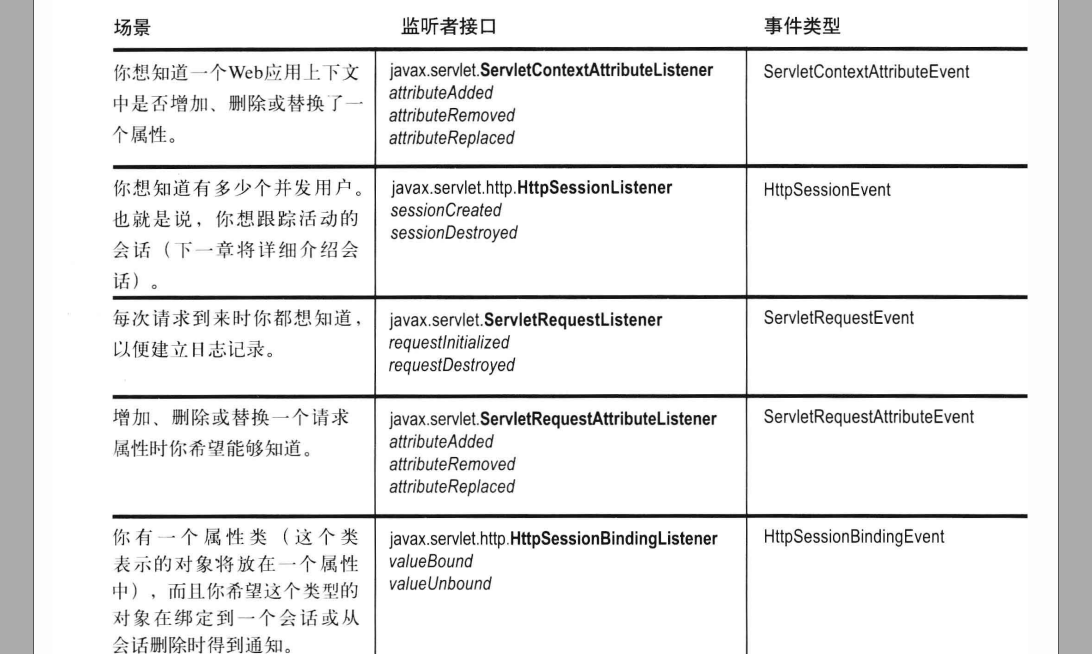 场景 监听者接口 事件类型
你想知道一个Web应用上下文
中是否增加、删除或替换了一
个属性。
javax.servlet.ServletContextAttributeListener
attributeAdded
attributeRemoved
attributeReplaced
ServletContextAttributeEvent
你想知道有多少个并发用户。
也就是说，你想跟踪活动的
会话（下一章将详细介绍会
话）。
javax.servlet.http.HttpSessionListener
sessionCreated
sessionDestroyed
HttpSessionEvent
每次请求到来时你都想知道，
以便建立日志记录。
javax.servlet.ServletRequestListener
requestInitialized
requestDestroyed
ServletRequestEvent
增加、删除或替换一个请求
属性时你希望能够知道。
javax.servlet.ServletRequestAttributeListener
attributeAdded
attributeRemoved
attributeReplaced
ServletRequestAttributeEvent
你有一个属性类（这个类
表示的对象将放在一个属性
中），而且你希望这个类型的
对象在绑定到一个会话或从
会话删除时得到通知。
javax.servlet.http.HttpSessionBindingListener
valueBound
valueUnbound
HttpSessionBindingEvent